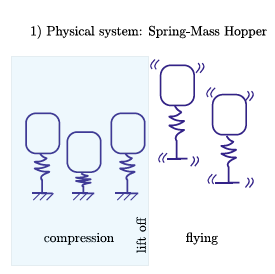 1) Physical system: Spring-Mass Hopper
compression
lift off
flying